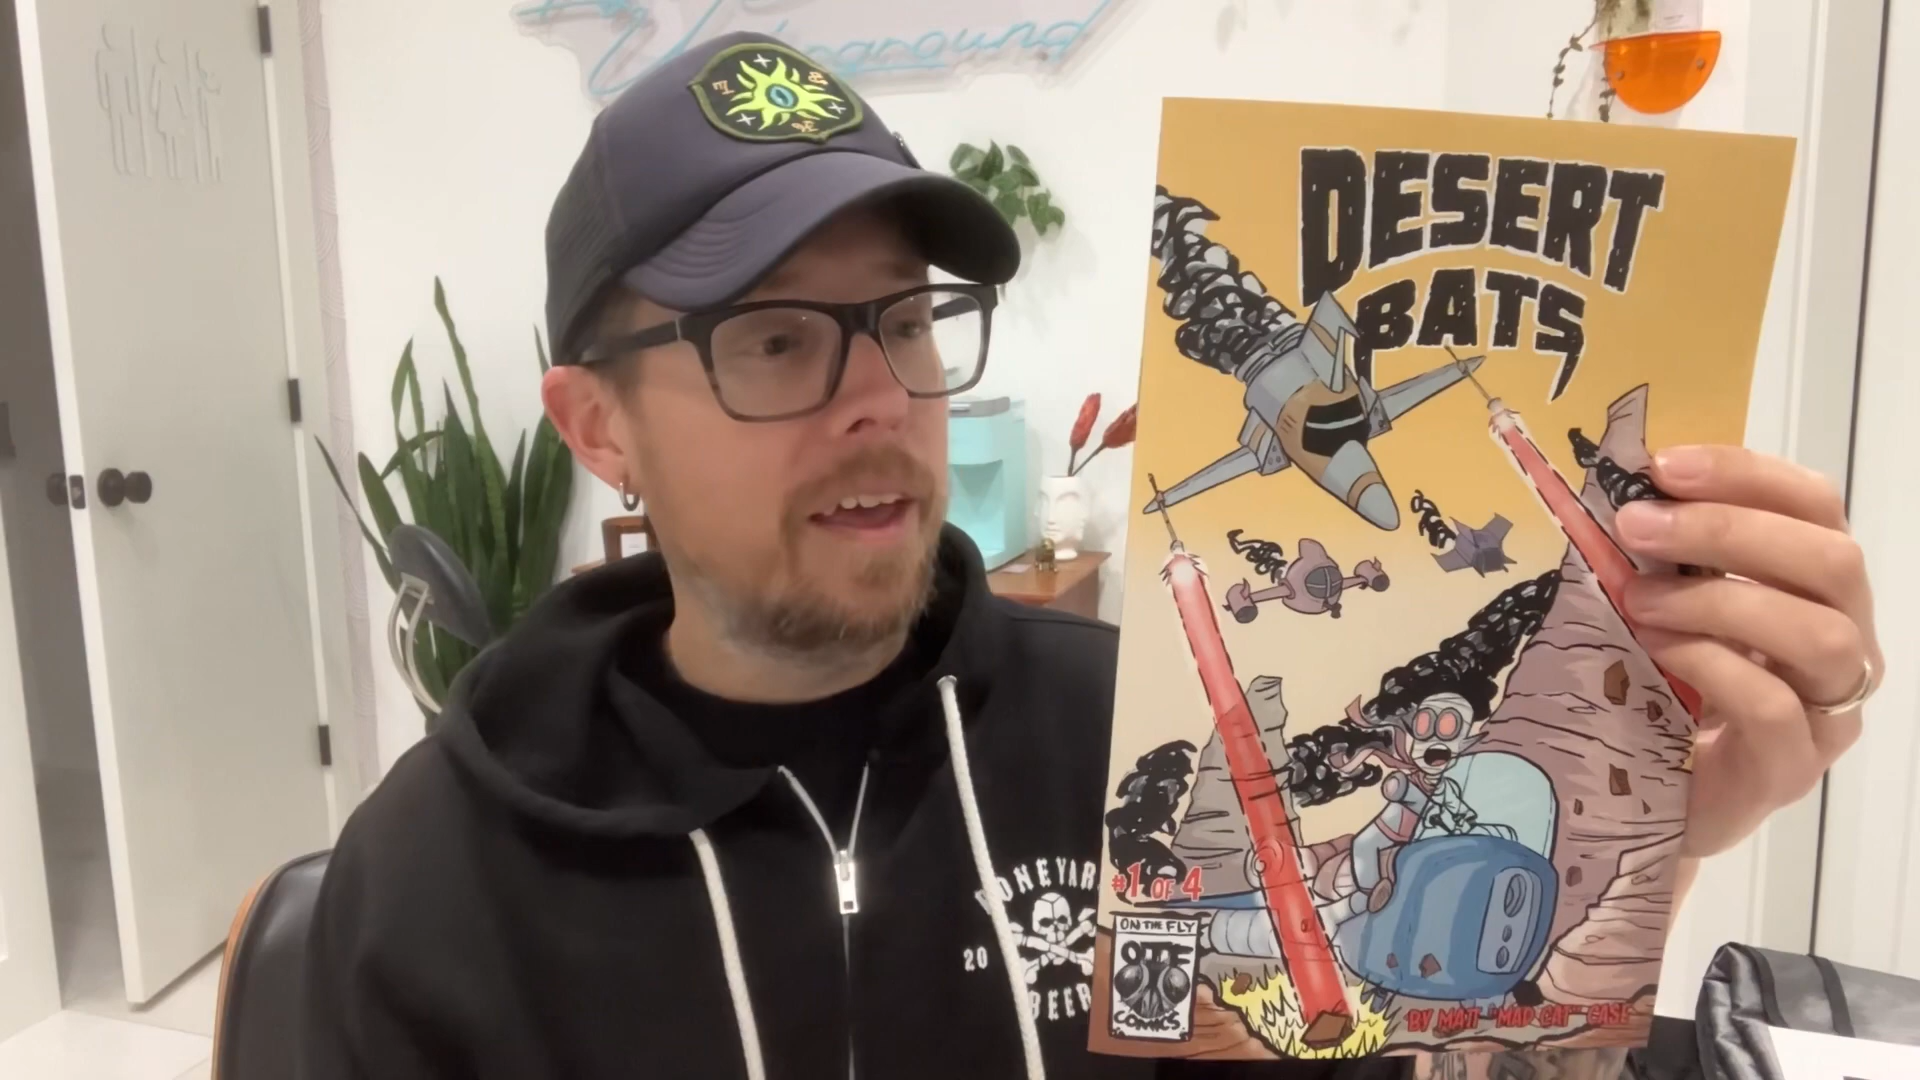 DESERT
BATS
#1 OF 4
ON THE FLY
OTF
COMICS
BY MATT "MAD CAT" CASE
20
BEER